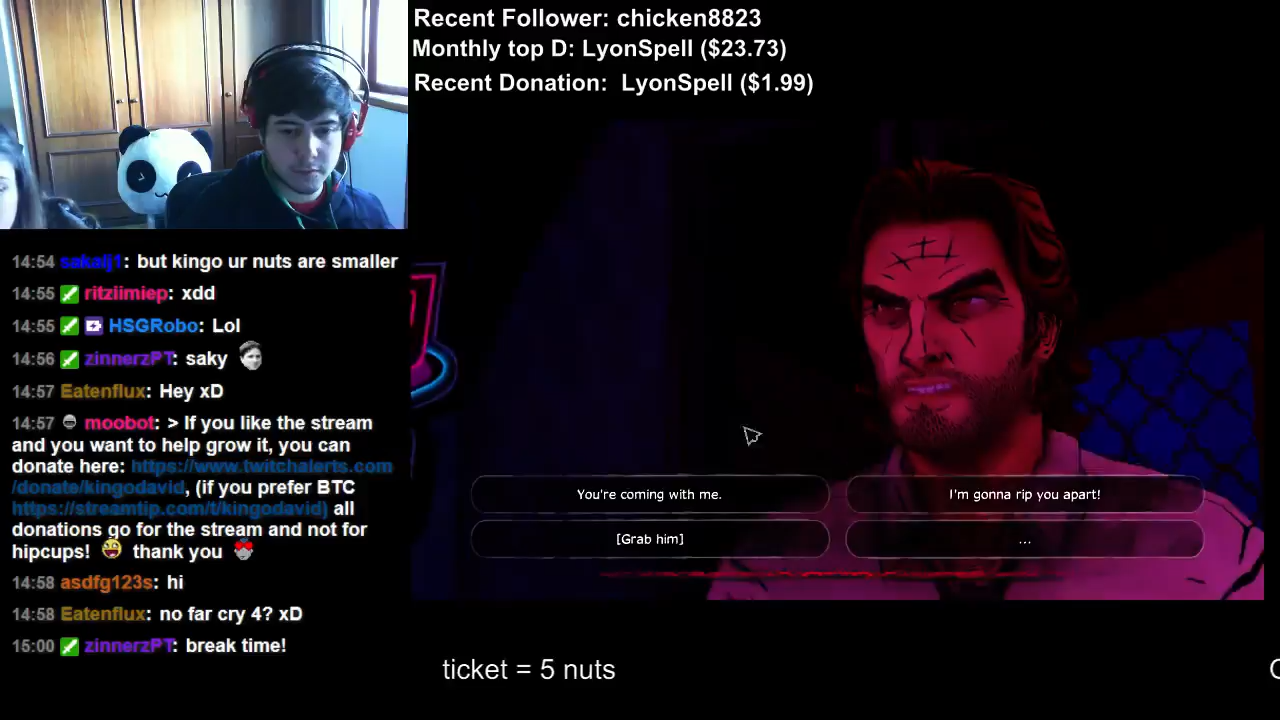 Recent Follower: chicken8823
Monthly top D: LyonSpell ($23.73)
Recent Donation: LyonSpell ($1.99)
14:54 sakalj1: but kingo ur nuts are smaller
14:55 ritziimiep: xdd
14:55 HSGRobo: Lol
14:56 zinnerzPT: saky
14:57 Eatenflux: Hey xD
14:57 moobot: > If you like the stream
and you want to help grow it, you can
donate here: https://www.twitchalerts.com
/donate/kingodavid, (if you prefer BTC
https://streamtip.com/t/kingodavid) all
donations go for the stream and not for
hipcups! thank you
14:58 asdfg123s: hi
14:58 Eatenflux: no far cry 4? xD
15:00 zinnerzPT: break time!
You're coming with me.
I'm gonna rip you apart!
[Grab him]
...
ticket = 5 nuts